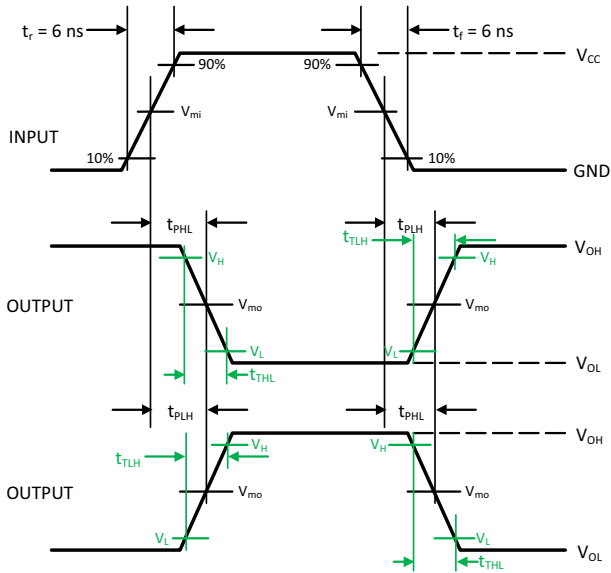 tr = 6 ns
tf = 6 ns
VCC
90%
90%
Vmi
Vmi
INPUT
10%
10%
GND
tPHL
tPLH
tTLH
VOH
VH
VH
OUTPUT
Vmo
Vmo
VL
VL
VOL
tTHL
tPLH
tPHL
VOH
VH
VH
tTLH
OUTPUT
Vmo
Vmo
VL
VL
VOL
tTHL